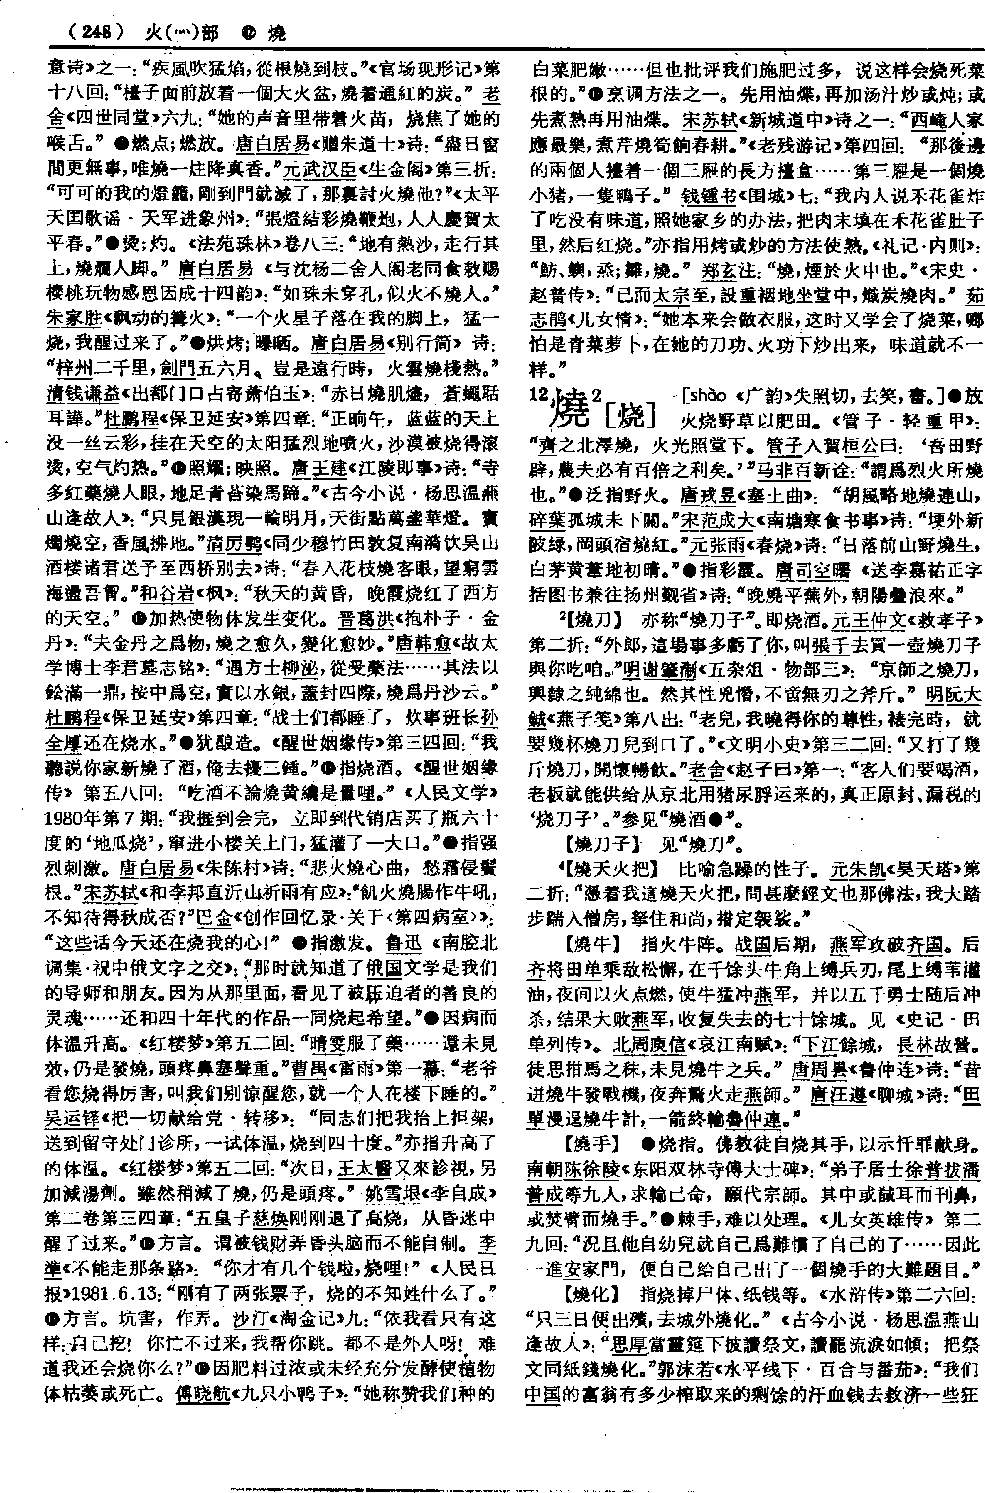 (248) 火(灬)部 ⑫ 燒
意诗》之一:“疾風吹猛焰,從根燒到枝。”《官场现形记》第
十八回:“檯子面前放着一個大火盆,燒着通紅的炭。” 老
舍《四世同堂》六九:“她的声音里带着火苗, 烧焦了她的
喉舌。” 燃点;燃放。唐白居易《贈朱道士》诗:“盡日窗
間更無事,唯燒一炷降真香。”元武汉臣《生金阁》第三折:
“可可的我的燈籠,剛到門就滅了,那裏討火燒他?”《太平
天囯歌谣·天军进象州》:“張燈結彩燒鞭炮,人人慶賀太
平春。”烫;灼。《法苑珠林》卷八三:“地有熱沙,走行其
上,燒爛人脚。” 唐白居易 《与沈杨二舍人阁老同食敕赐
樱桃玩物感恩因成十四韵》:“如珠未穿孔,似火不燒人。”
朱家胜《飘动的篝火》:“一个火星子落在我的脚上, 猛一
烧,我醒过来了。”烘烤;曝晒。唐白居易《别行简》 诗:
“梓州二千里,劍門五六月。豈是遠行時,火雲燒棧熱。”
清钱谦益《出都门口占寄萧伯玉》:“赤日燒肌爐, 蒼蠅聒
耳譁。”杜鹏程《保卫延安》第四章:“正晌午, 蓝蓝的天上
没一丝云彩,挂在天空的太阳猛烈地喷火,沙漠被烧得滚
烫,空气灼热。”照耀;映照。唐王建《江陵即事》诗:“寺
多紅藥燒人眼,地足青苔染馬蹄。”《古今小说·杨思温燕
山逢故人》:“只見銀漢現一輪明月,天街點萬盞華燈。寶
燭燒空,香風拂地。”清厉鹗《同少穆竹田敦复南漪饮吴山
酒楼诸君送予至西桥别去》诗:“春入花枝燒客眼,望窮雲
海盪吾胷。”和谷岩《枫》:“秋天的黄昏, 晚霞烧红了西方
的天空。” 加热使物体发生变化。晋葛洪《抱朴子·金
丹》:“夫金丹之爲物,燒之愈久,變化愈妙。”唐韩愈《故太
学博士李君墓志铭》:“遇方士柳泌,從受藥法……其法以
鉛滿一鼎,按中爲空,實以水銀,蓋封四際,燒爲丹沙云。”
杜鹏程《保卫延安》第四章:“战士们都睡了, 炊事班长孙
全厚还在烧水。”犹酿造。《醒世姻缘传》第三四回:“我
聽説你家新燒了酒,俺去擾三鍾。”指烧酒。《醒世姻缘
传》 第五八回: “吃酒不論燒黄纔是量哩。”《人民文学》
1980年第7期:“我捱到会完, 立即到代销店买了瓶六十
度的‘地瓜烧’,窜进小楼关上门,猛灌了一大口。”指强
烈刺激。唐白居易《朱陈村》诗:“悲火燒心曲, 愁霜侵鬢
根。”宋苏轼《和李邦直沂山祈雨有应》:“飢火燒腸作牛吼,
不知待得秋成否?”巴金《创作回忆录·关于〈第四病室〉》:
“这些话今天还在烧我的心!” 指激发。鲁迅 《南腔北
调集·祝中俄文字之交》:“那时就知道了俄国文学是我们
的导师和朋友。因为从那里面,看见了被压迫者的善良的
灵魂……还和四十年代的作品一同烧起希望。”因病而
体温升高。《红楼梦》第五二回:“晴雯服了藥……還未見
效,仍是發燒,頭疼鼻塞聲重。”曹禺《雷雨》第一幕:“老爷
看您烧得厉害,叫我们别惊醒您,就一个人在楼下睡的。”
吴运铎《把一切献给党·转移》: “同志们把我抬上担架,
送到留守处门诊所,一试体温,烧到四十度。”亦指升高了
的体温。《红楼梦》第五二回:“次日,王太醫又來診視,另
加減湯劑。雖然稍減了燒,仍是頭疼。” 姚雪垠《李自成》
第二卷第三四章:“五皇子慈焕刚刚退了高烧, 从昏迷中
醒了过来。”方言。谓被钱财弄昏头脑而不能自制。李
準《不能走那条路》: “你才有几个钱啦,烧哩!”《人民日
报》1981.6.13:“刚有了两张票子, 烧的不知姓什么了。”
方言。坑害,作弄。沙汀《淘金记》九:“依我看只有这
样:自己挖! 你忙不过来,我帮你跳。都不是外人呀! 难
道我还会烧你么?”因肥料过浓或未经充分发酵使植物
体枯萎或死亡。傅晓航《九只小鸭子》:“她称赞我们种的
白菜肥嫩……但也批评我们施肥过多, 说这样会烧死菜
根的。”烹调方法之一。先用油煤,再加汤汁炒或炖;或
先煮熟再用油煤。宋苏轼《新城道中》诗之一:“西崦人家
應最樂,煮芹燒筍餉春耕。”《老残游记》第四回: “那後邊
的兩個人擡着一個三屜的長方擡盒……第三屜是一個燒
小猪,一隻鴨子。” 钱锺书《围城》七:“我内人说禾花雀炸
了吃没有味道,照她家乡的办法,把肉末填在禾花雀肚子
里,然后红烧。”亦指用烤或炒的方法使熟。《礼记·内则》:
“魴、鱮,烝;雛,燒。” 郑玄注:“燒,煙於火中也。”《宋史·
赵普传》:“已而太宗至,設重裀地坐堂中,熾炭燒肉。” 茹
志鹃《儿女情》:“她本来会做衣服,这时又学会了烧菜,哪
怕是青菜萝卜,在她的刀功、火功下炒出来, 味道就不一
样。”
12燒2[烧] [shào 《广韵》失照切,去笑,審。]放
火烧野草以肥田。《管子·轻重甲》:
“齊之北澤燒,火光照堂下。管子入賀桓公曰: ‘吾田野
辟,農夫必有百倍之利矣。’”马非百新诠:“謂爲烈火所燒
也。”泛指野火。唐戎昱《塞上曲》: “胡風略地燒連山,
碎葉孤城未下關。”宋范成大《南塘寒食书事》诗:“埂外新
陂绿,岡頭宿燒紅。”元张雨《春烧》诗:“日落前山野燒生,
白茅黄葦地初晴。”指彩霞。唐司空曙 《送李嘉祐正字
括图书兼往扬州觐省》诗:“晚燒平蕪外,朝陽疊浪來。”
2【燒刀】 亦称“燒刀子”。即烧酒。元王仲文《救孝子》
第二折:“外郎,這場事多虧了你,叫張千去買一壺燒刀子
與你吃咱。”明谢肇淛《五杂俎·物部三》: “京師之燒刀,
輿隸之純綿也。然其性兇憯,不啻無刃之斧斤。” 明阮大
铖《燕子笺》第八出:“老兒,我曉得你的尊性,裱完時, 就
要幾杯燒刀兒到口了。”《文明小史》第三二回:“又打了幾
斤燒刀,開懷暢飲。”老舍《赵子曰》第一:“客人们要喝酒,
老板就能供给从京北用猪尿脬运来的,真正原封、漏税的
‘烧刀子’。”参见“燒酒”。
【燒刀子】 见“燒刀”。
4【燒天火把】 比喻急躁的性子。元朱凯《昊天塔》第
二折:“憑着我這燒天火把,問甚麽經文也那佛法,我大踏
步踹入僧房,拏住和尚,揝定袈裟。”
【燒牛】 指火牛阵。战国后期,燕军攻破齐国。后
齐将田单乘敌松懈,在千馀头牛角上缚兵刃,尾上缚苇灌
油,夜间以火点燃,使牛猛冲燕军, 并以五千勇士随后冲
杀,结果大败燕军,收复失去的七十馀城。见 《史记·田
单列传》。北周庾信《哀江南赋》:“下江餘城, 長林故營。
徒思拑馬之秣,未見燒牛之兵。” 唐周昙《鲁仲连》诗:“昔
迸燒牛發戰機,夜奔驚火走燕師。” 唐汪遵《聊城》诗:“田
單漫逞燒牛計,一箭終輸魯仲連。”
【燒手】 烧指。佛教徒自烧其手,以示忏罪献身。
南朝陈徐陵《东阳双林寺傅大士碑》:“弟子居士徐普拔潘
普成等九人,求輸己命, 願代宗師。其中或馘耳而刊鼻,
或焚臂而燒手。”棘手,难以处理。《儿女英雄传》 第二
九回:“況且他自幼兒就自己爲難慣了自己的了……因此
一進安家門, 便自己給自己出了一個燒手的大難題目。”
【燒化】 指烧掉尸体、纸钱等。《水浒传》第二六回:
“只三日便出殯,去城外燒化。” 《古今小说·杨思温燕山
逢故人》:“思厚當靈筵下披讀祭文,讀罷流淚如傾; 把祭
文同紙錢燒化。”郭沫若《水平线下·百合与番茄》:“我们
中国的富翁有多少榨取来的剩馀的汗血钱去救济一些狂